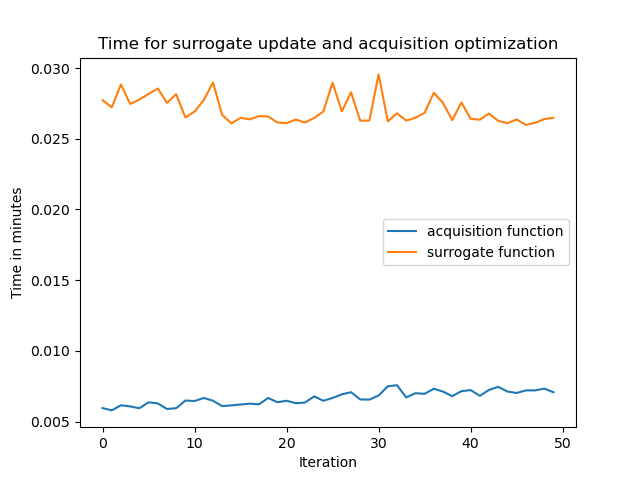 Time for surrogate update and acquisition optimization
0.030
0.025
0.020
0.015
0.010
0.005
Time in minutes
acquisition function
surrogate function
0 10 20 30 40 50
Iteration